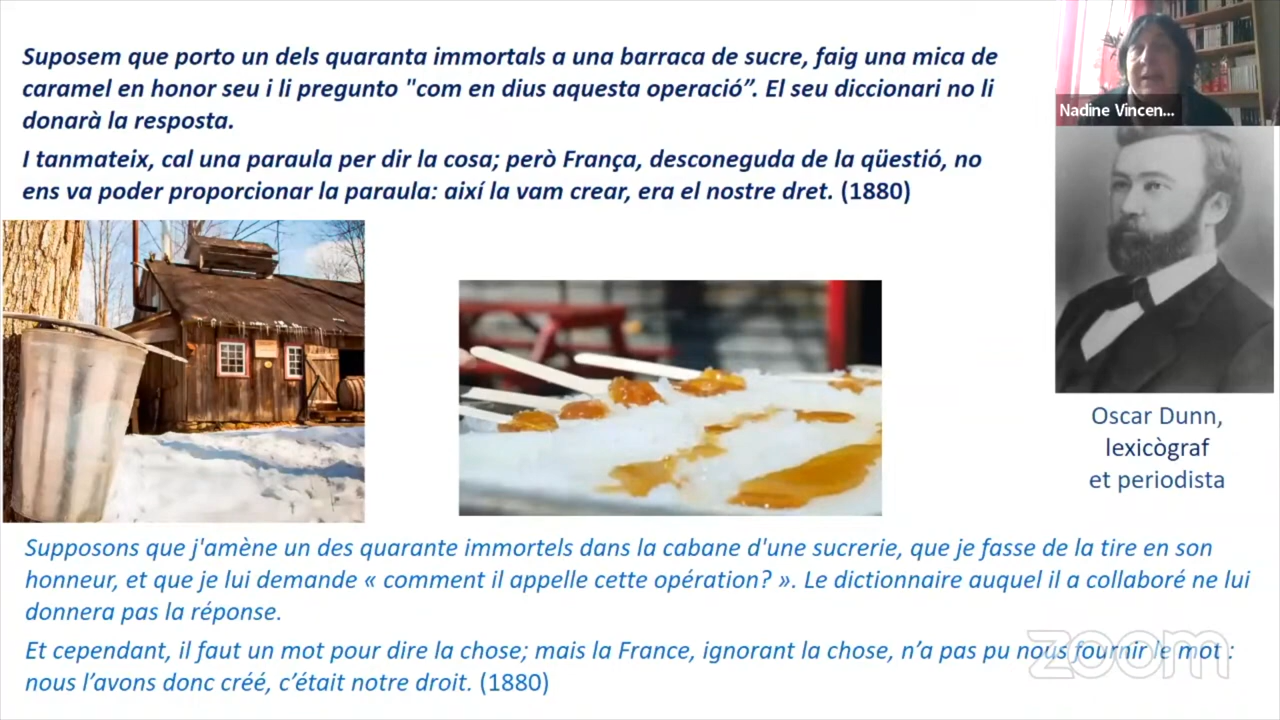 Suposem que porto un dels quaranta immortals a una barraca de sucre, faig una mica de
caramel en honor seu i li pregunto "com en dius aquesta operació”. El seu diccionari no li
donarà la resposta.
I tanmateix, cal una paraula per dir la cosa; però França, desconeguda de la qüestió, no
ens va poder proporcionar la paraula: així la vam crear, era el nostre dret. (1880)
Nadine Vincen...
Oscar Dunn,
lexicògraf
et periodista
Supposons que j'amène un des quarante immortels dans la cabane d'une sucrerie, que je fasse de la tire en son
honneur, et que je lui demande « comment il appelle cette opération? ». Le dictionnaire auquel il a collaboré ne lui
donnera pas la réponse.
Et cependant, il faut un mot pour dire la chose; mais la France, ignorant la chose, n’a pas pu nous fournir le mot :
nous l’avons donc créé, c’était notre droit. (1880)
zoom